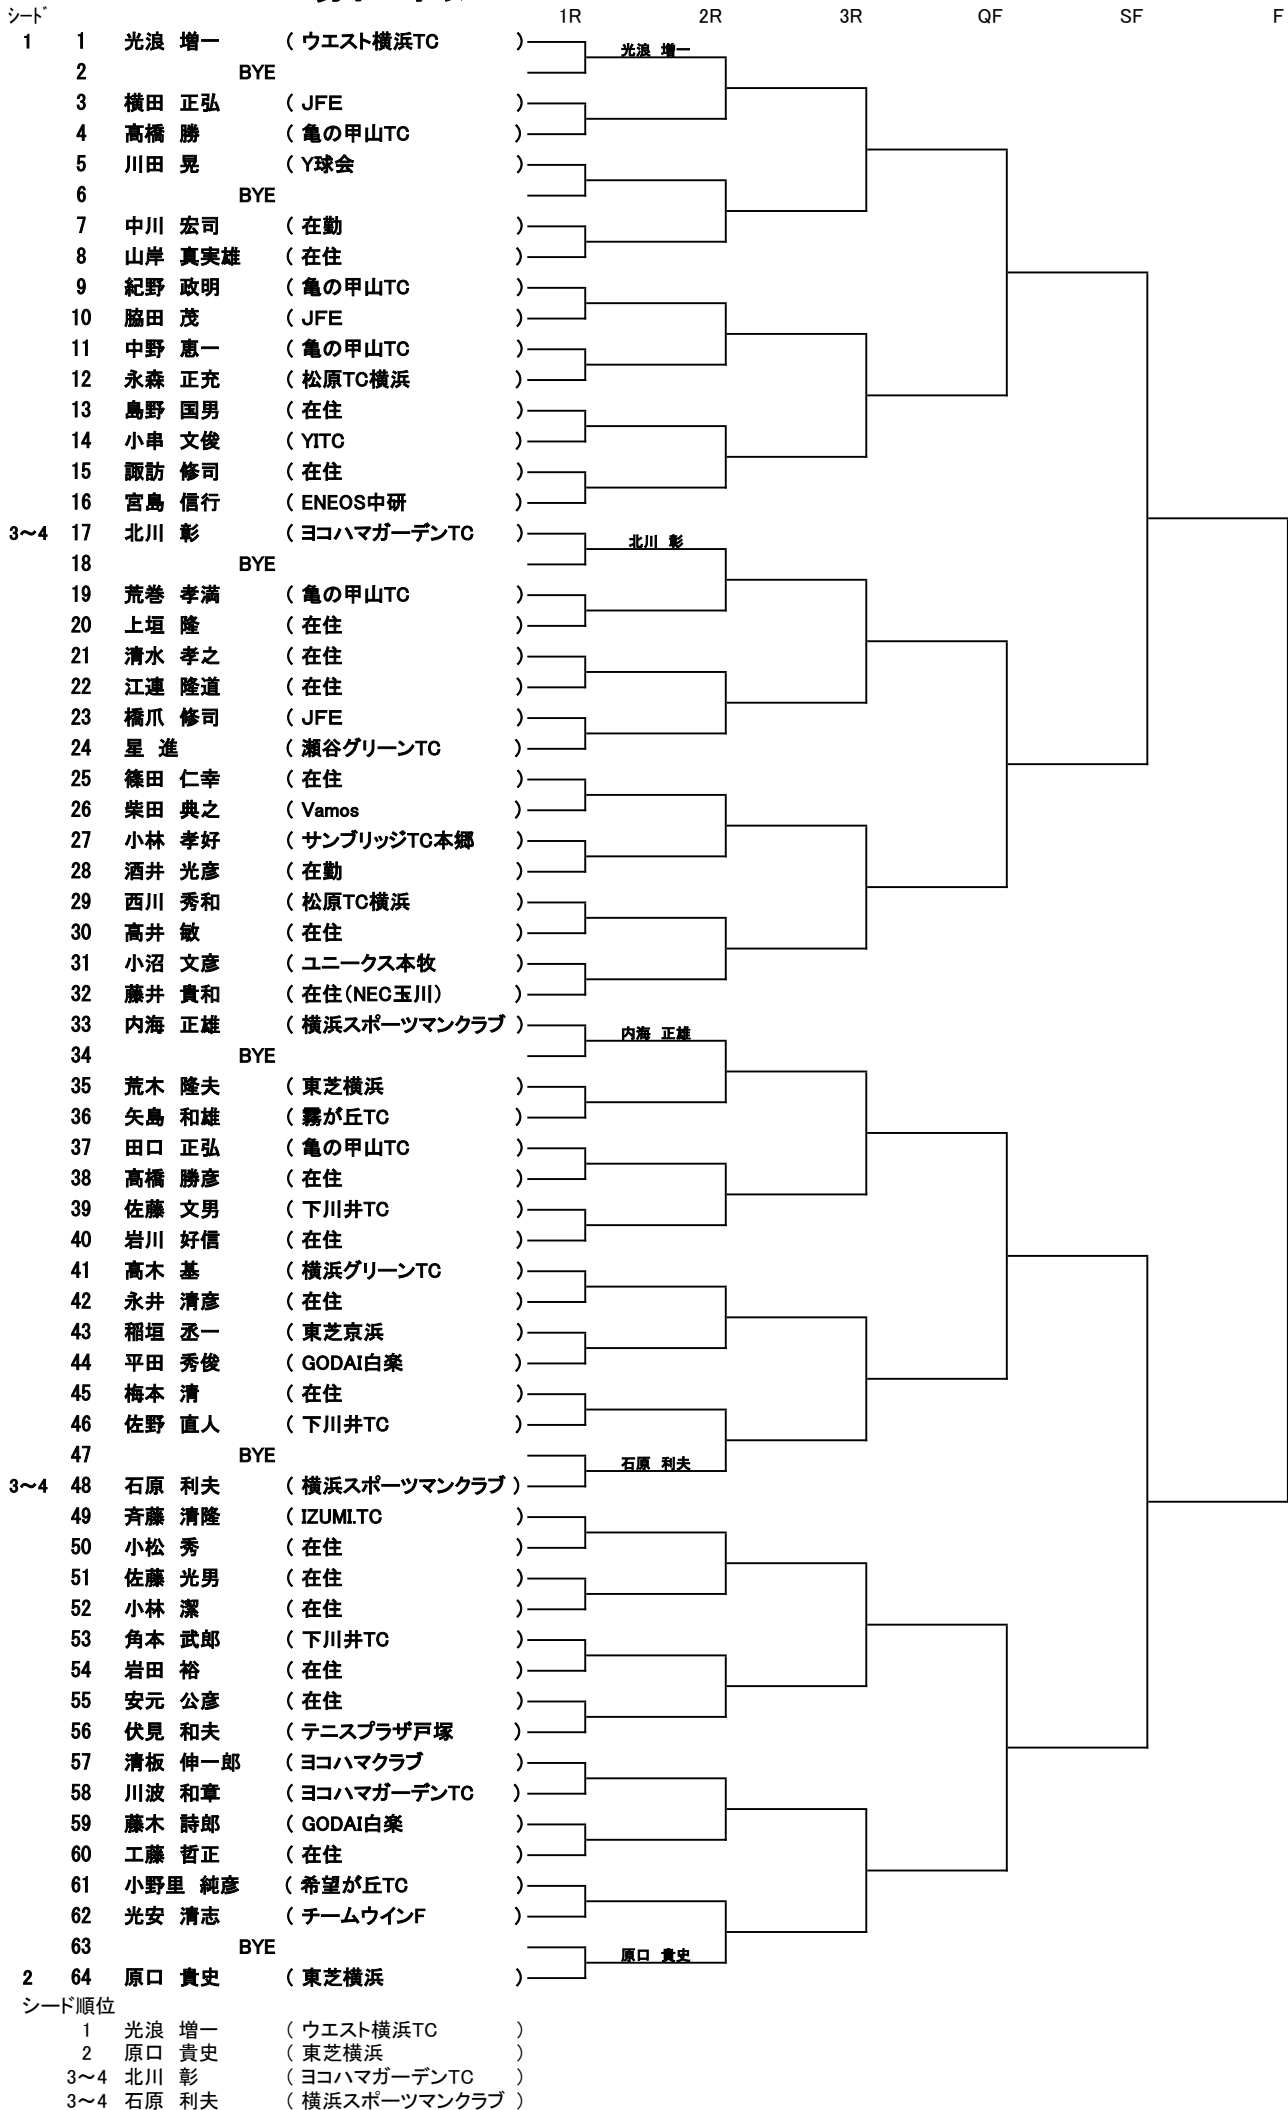 シード 1R 2R 3R QF SF F
1 1 光浪 増一 ( ウエスト横浜TC ) 光浪 増一
2 BYE
3 横田 正弘 ( JFE )
4 高橋 勝 ( 亀の甲山TC )
5 川田 晃 ( Y球会 )
6 BYE
7 中川 宏司 ( 在勤 )
8 山岸 真実雄 ( 在住 )
9 紀野 政明 ( 亀の甲山TC )
10 脇田 茂 ( JFE )
11 中野 恵一 ( 亀の甲山TC )
12 永森 正充 ( 松原TC横浜 )
13 島野 国男 ( 在住 )
14 小串 文俊 ( YITC )
15 諏訪 修司 ( 在住 )
16 宮島 信行 ( ENEOS中研 )
3～4 17 北川 彰 ( ヨコハマガーデンTC ) 北川 彰
18 BYE
19 荒巻 孝満 ( 亀の甲山TC )
20 上垣 隆 ( 在住 )
21 清水 孝之 ( 在住 )
22 江連 隆道 ( 在住 )
23 橋爪 修司 ( JFE )
24 星 進 ( 瀬谷グリーンTC )
25 篠田 仁幸 ( 在住 )
26 柴田 典之 ( Vamos )
27 小林 孝好 ( サンブリッジTC本郷 )
28 酒井 光彦 ( 在勤 )
29 西川 秀和 ( 松原TC横浜 )
30 高井 敏 ( 在住 )
31 小沼 文彦 ( ユニークス本牧 )
32 藤井 貴和 ( 在住(NEC玉川) )
33 内海 正雄 ( 横浜スポーツマンクラブ ) 内海 正雄
34 BYE
35 荒木 隆夫 ( 東芝横浜 )
36 矢島 和雄 ( 霧が丘TC )
37 田口 正弘 ( 亀の甲山TC )
38 高橋 勝彦 ( 在住 )
39 佐藤 文男 ( 下川井TC )
40 岩川 好信 ( 在住 )
41 高木 基 ( 横浜グリーンTC )
42 永井 清彦 ( 在住 )
43 稲垣 丞一 ( 東芝京浜 )
44 平田 秀俊 ( GODAI白楽 )
45 梅本 清 ( 在住 )
46 佐野 直人 ( 下川井TC )
47 BYE 石原 利夫
3～4 48 石原 利夫 ( 横浜スポーツマンクラブ )
49 斉藤 清隆 ( IZUMI.TC )
50 小松 秀 ( 在住 )
51 佐藤 光男 ( 在住 )
52 小林 潔 ( 在住 )
53 角本 武郎 ( 下川井TC )
54 岩田 裕 ( 在住 )
55 安元 公彦 ( 在住 )
56 伏見 和夫 ( テニスプラザ戸塚 )
57 清板 伸一郎 ( ヨコハマクラブ )
58 川波 和章 ( ヨコハマガーデンTC )
59 藤木 詩郎 ( GODAI白楽 )
60 工藤 哲正 ( 在住 )
61 小野里 純彦 ( 希望が丘TC )
62 光安 清志 ( チームウインF )
63 BYE 原口 貴史
2 64 原口 貴史 ( 東芝横浜 )
シード順位
1 光浪 増一 ( ウエスト横浜TC )
2 原口 貴史 ( 東芝横浜 )
3～4 北川 彰 ( ヨコハマガーデンTC )
3～4 石原 利夫 ( 横浜スポーツマンクラブ )